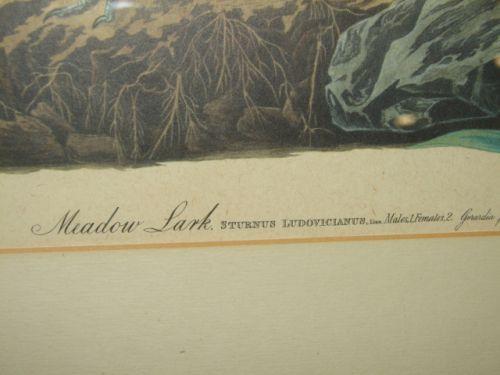 Meadow Lark, STURNUS LUDOVICIANUS, Linn. Males, 1. Females, 2. Gerardia